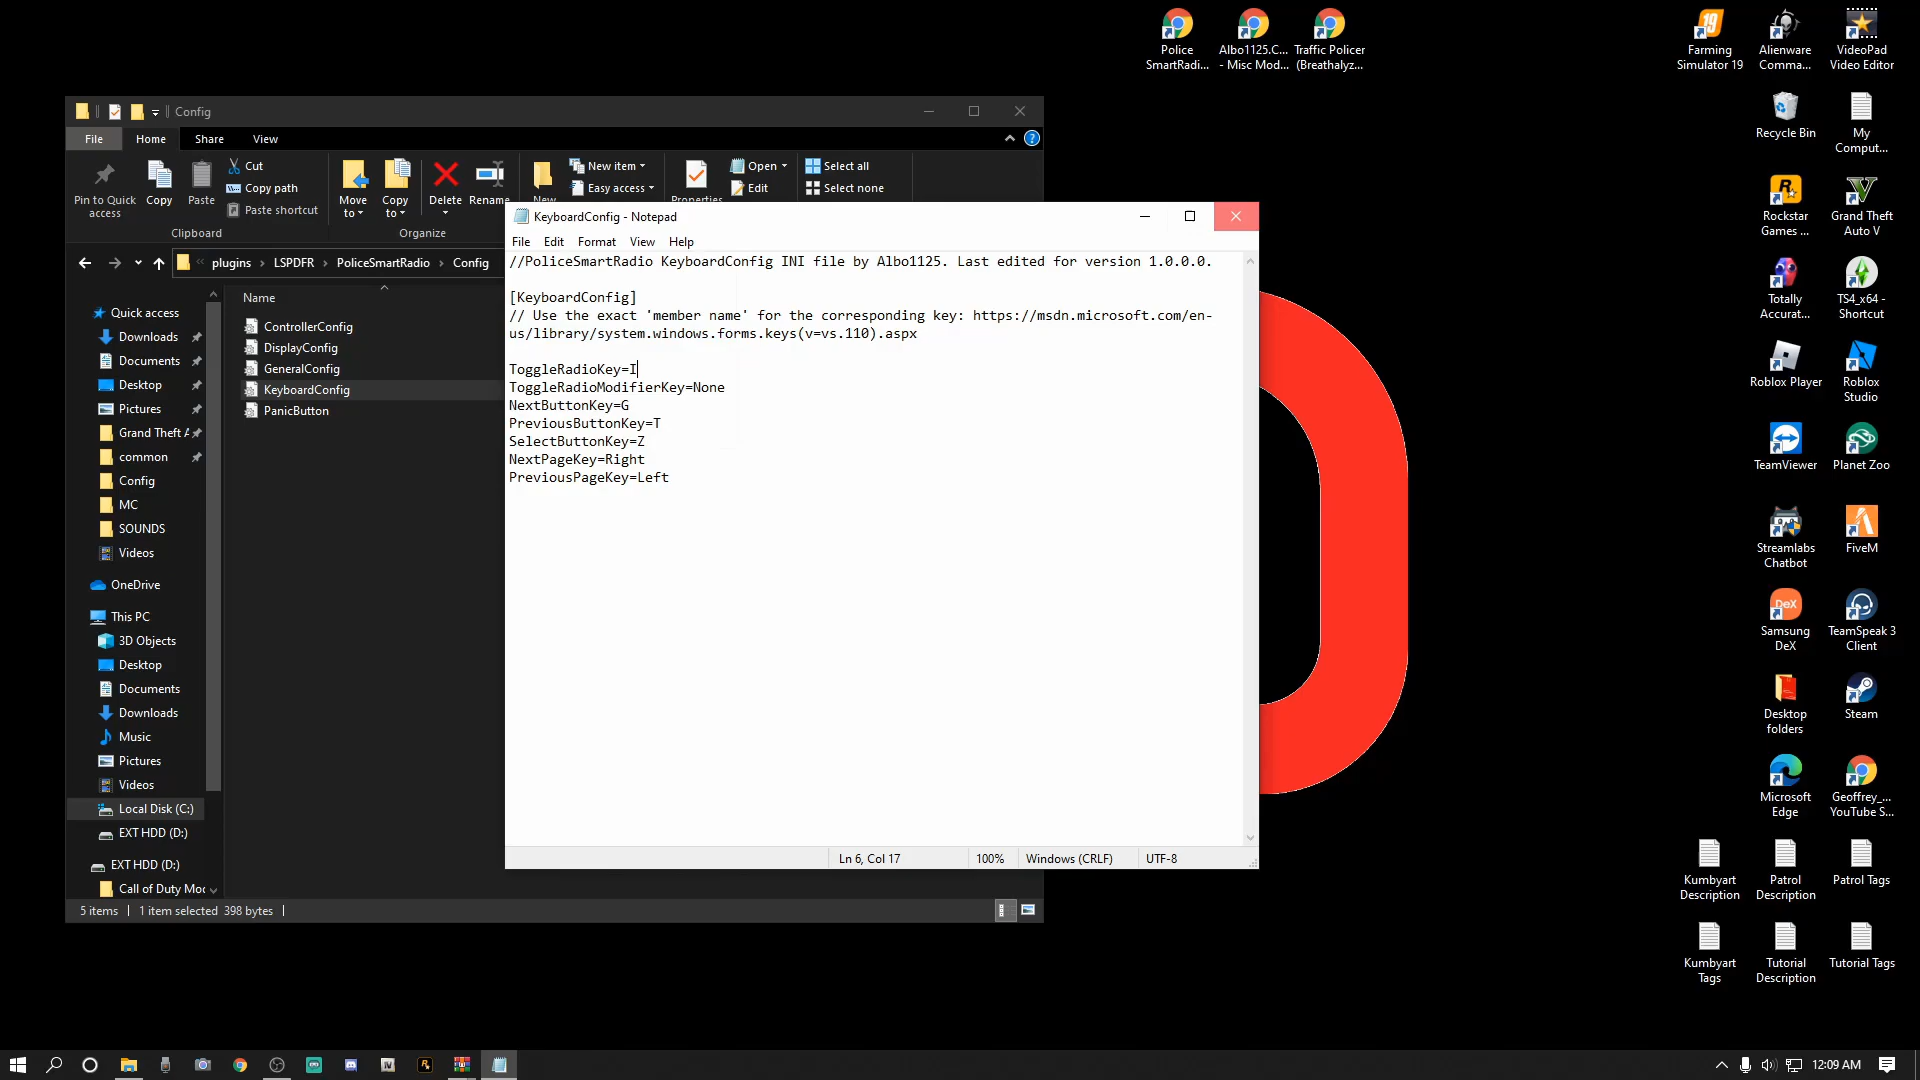 Police
SmartRadi...
Albo1125.C...
- Misc Mod...
Traffic Policer
(Breathalyz...
Farming
Simulator 19
Alienware
Comma...
VideoPad
Video Editor
Recycle Bin
My
Comput...
Rockstar
Games ...
Grand Theft
Auto V
Totally
Accurat...
TS4_x64 -
Shortcut
Roblox Player
Roblox
Studio
TeamViewer
Planet Zoo
Streamlabs
Chatbot
FiveM
DeX
Samsung
DeX
TeamSpeak 3
Client
Desktop
folders
Steam
Microsoft
Edge
Geoffrey_...
YouTube S...
Kumbyart
Description
Patrol
Description
Patrol Tags
Kumbyart
Tags
Tutorial
Description
Tutorial Tags
Config
File Home Share View
Pin to Quick
access
Copy
Paste
Cut
Copy path
Paste shortcut
Clipboard
Move
to
Copy
to
Delete
Rename
Organize
New
New item
Easy access
Properties
Open
Edit
Select all
Select none
plugins > LSPDFR > PoliceSmartRadio > Config
Quick access
Downloads
Documents
Desktop
Pictures
Grand Theft A
common
Config
MC
SOUNDS
Videos
OneDrive
This PC
3D Objects
Desktop
Documents
Downloads
Music
Pictures
Videos
Local Disk (C:)
EXT HDD (D:)
EXT HDD (D:)
Call of Duty Moc
Name
ControllerConfig
DisplayConfig
GeneralConfig
KeyboardConfig
PanicButton
5 items
1 item selected 398 bytes
KeyboardConfig - Notepad
File Edit Format View Help
//PoliceSmartRadio KeyboardConfig INI file by Albo1125. Last edited for version 1.0.0.0.
[KeyboardConfig]
// Use the exact 'member name' for the corresponding key: https://msdn.microsoft.com/en-
us/library/system.windows.forms.keys(v=vs.110).aspx
ToggleRadioKey=I
ToggleRadioModifierKey=None
NextButtonKey=G
PreviousButtonKey=T
SelectButtonKey=Z
NextPageKey=Right
PreviousPageKey=Left
Ln 6, Col 17
100%
Windows (CRLF)
UTF-8
12:09 AM